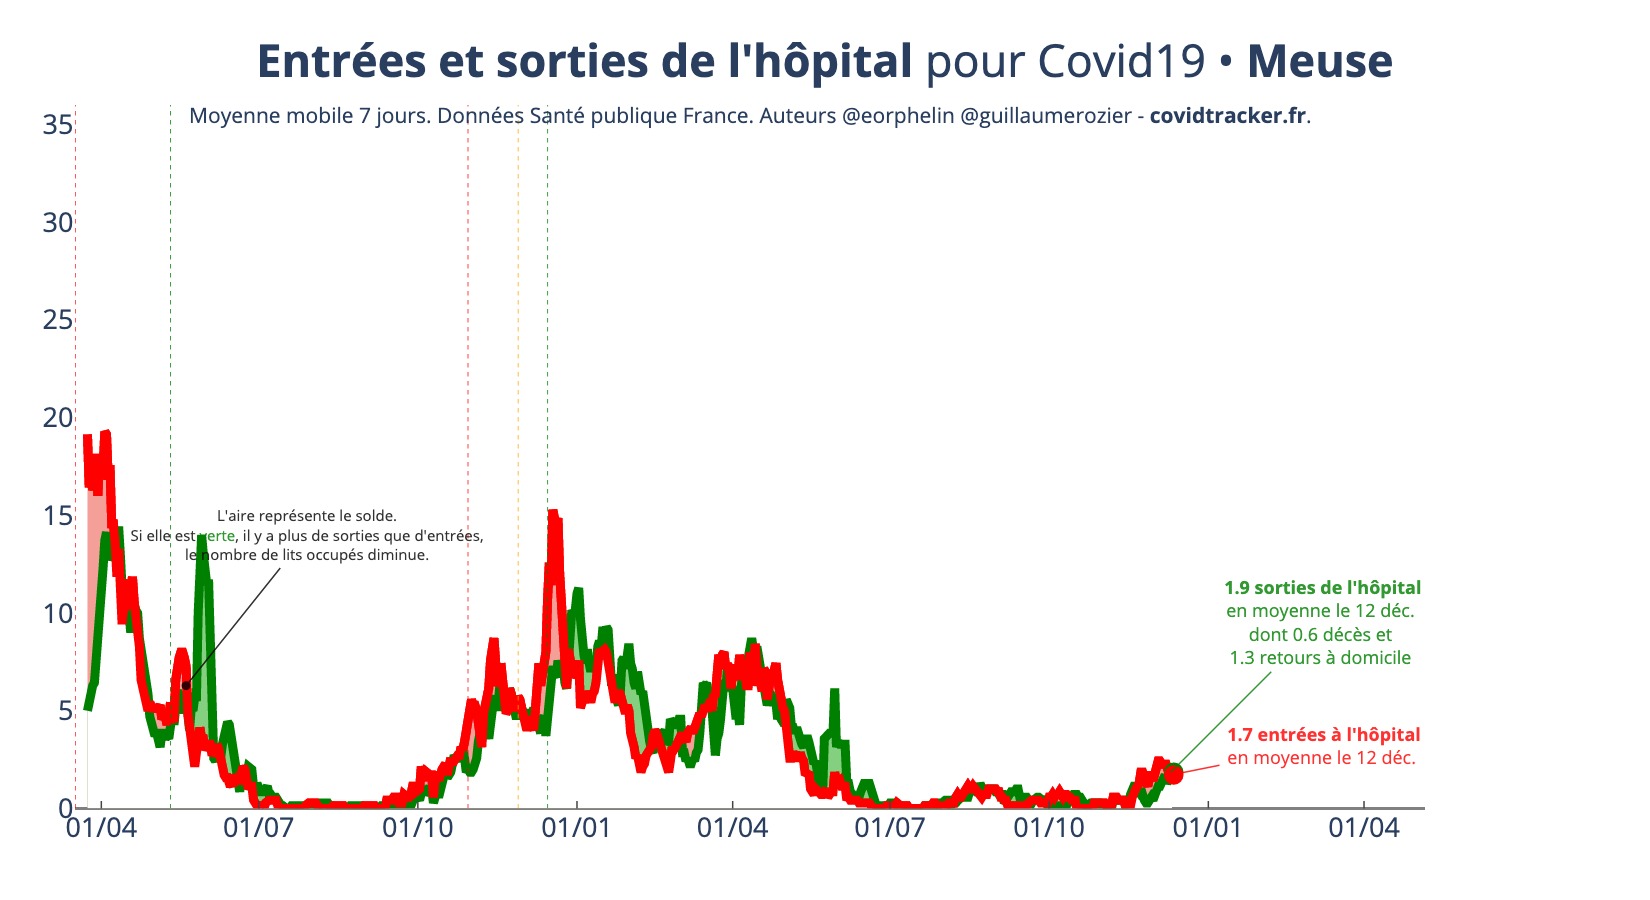 Entrées et sorties de l'hôpital pour Covid19 • Meuse
Moyenne mobile 7 jours. Données Santé publique France. Auteurs @eorphelin @guillaumerozier - covidtracker.fr.
35
30
25
20
15
10
5
0
L'aire représente le solde.
Si elle est verte, il y a plus de sorties que d'entrées,
le nombre de lits occupés diminue.
1.9 sorties de l'hôpital
en moyenne le 12 déc.
dont 0.6 décès et
1.3 retours à domicile
1.7 entrées à l'hôpital
en moyenne le 12 déc.
01/04 01/07 01/10 01/01 01/04 01/07 01/10 01/01 01/04